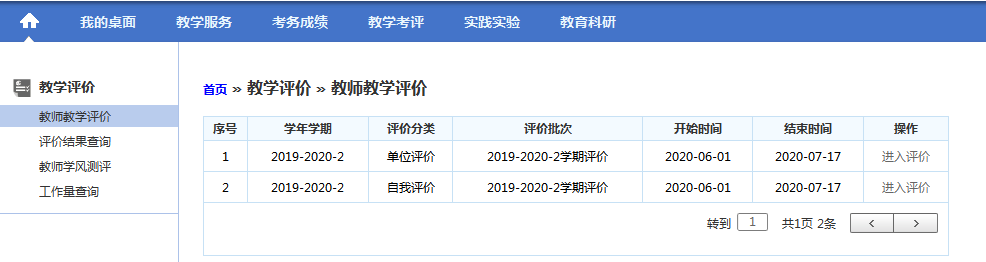 我的桌面 教学服务 考务成绩 教学考评 实践实验 教育科研
教学评价
教师教学评价
评价结果查询
教师学风测评
工作量查询
首页 » 教学评价 » 教师教学评价
序号 学年学期 评价分类 评价批次 开始时间 结束时间 操作
1 2019-2020-2 单位评价 2019-2020-2学期评价 2020-06-01 2020-07-17 进入评价
2 2019-2020-2 自我评价 2019-2020-2学期评价 2020-06-01 2020-07-17 进入评价
转到 1 共1页 2条 < >